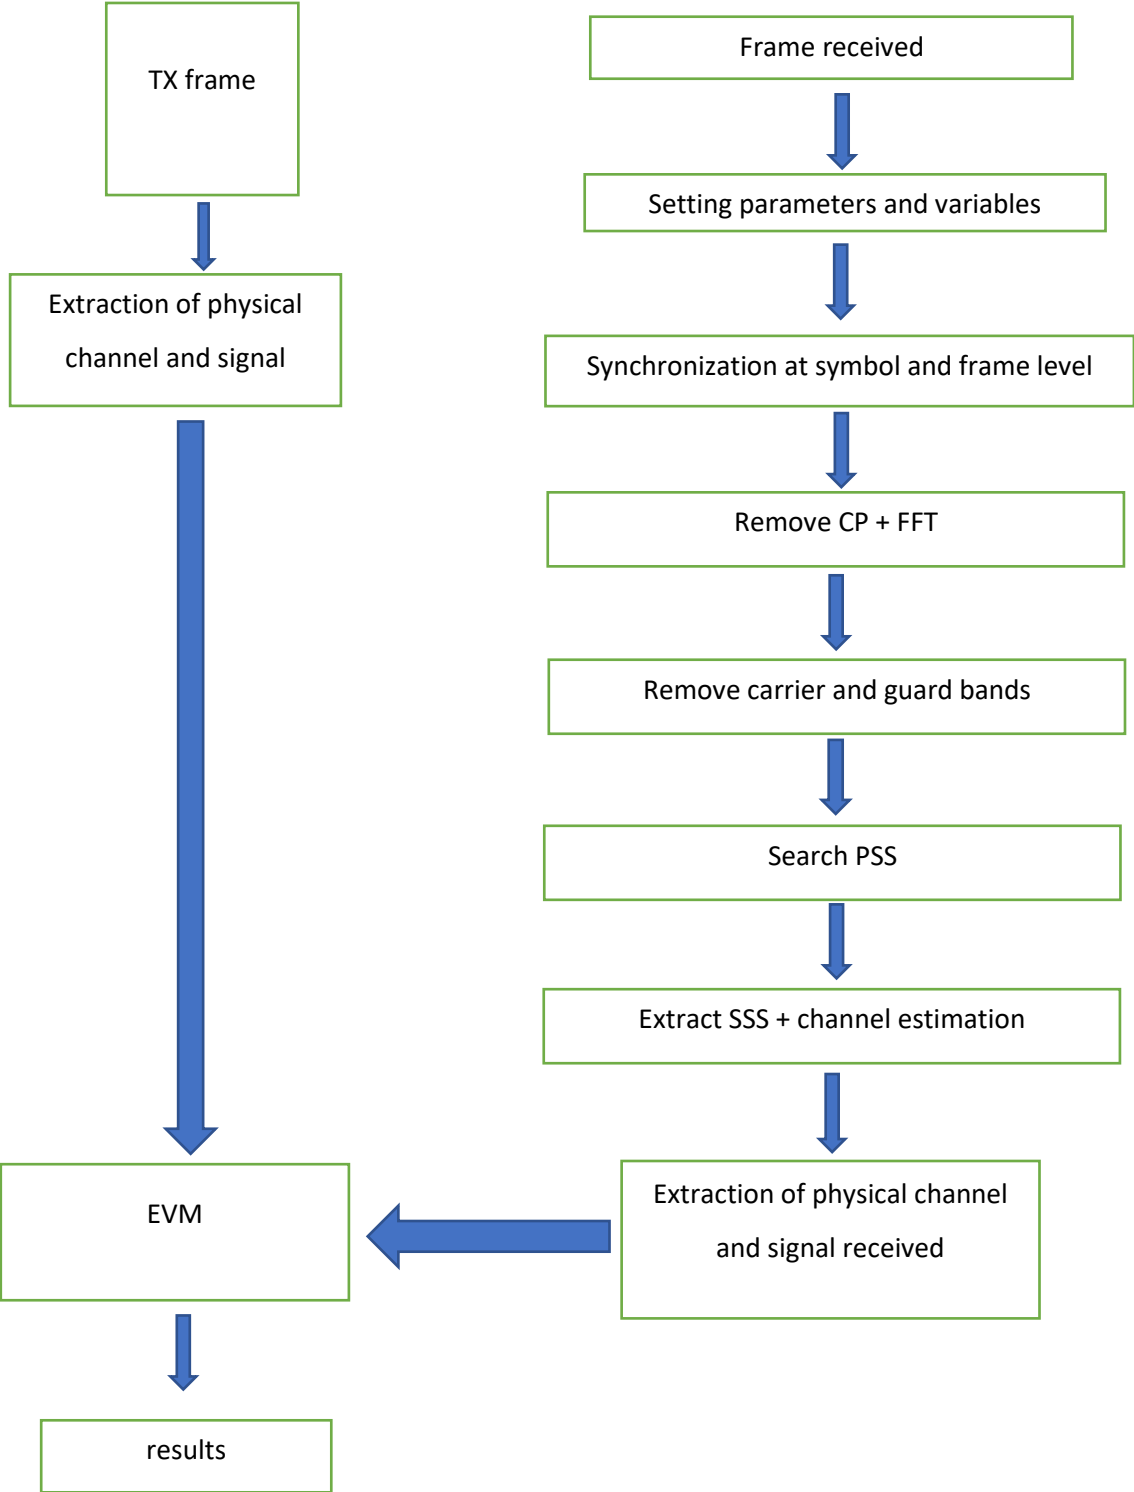 TX frame
Extraction of physical
channel and signal
EVM
results
Frame received
Setting parameters and variables
Synchronization at symbol and frame level
Remove CP + FFT
Remove carrier and guard bands
Search PSS
Extract SSS + channel estimation
Extraction of physical channel
and signal received